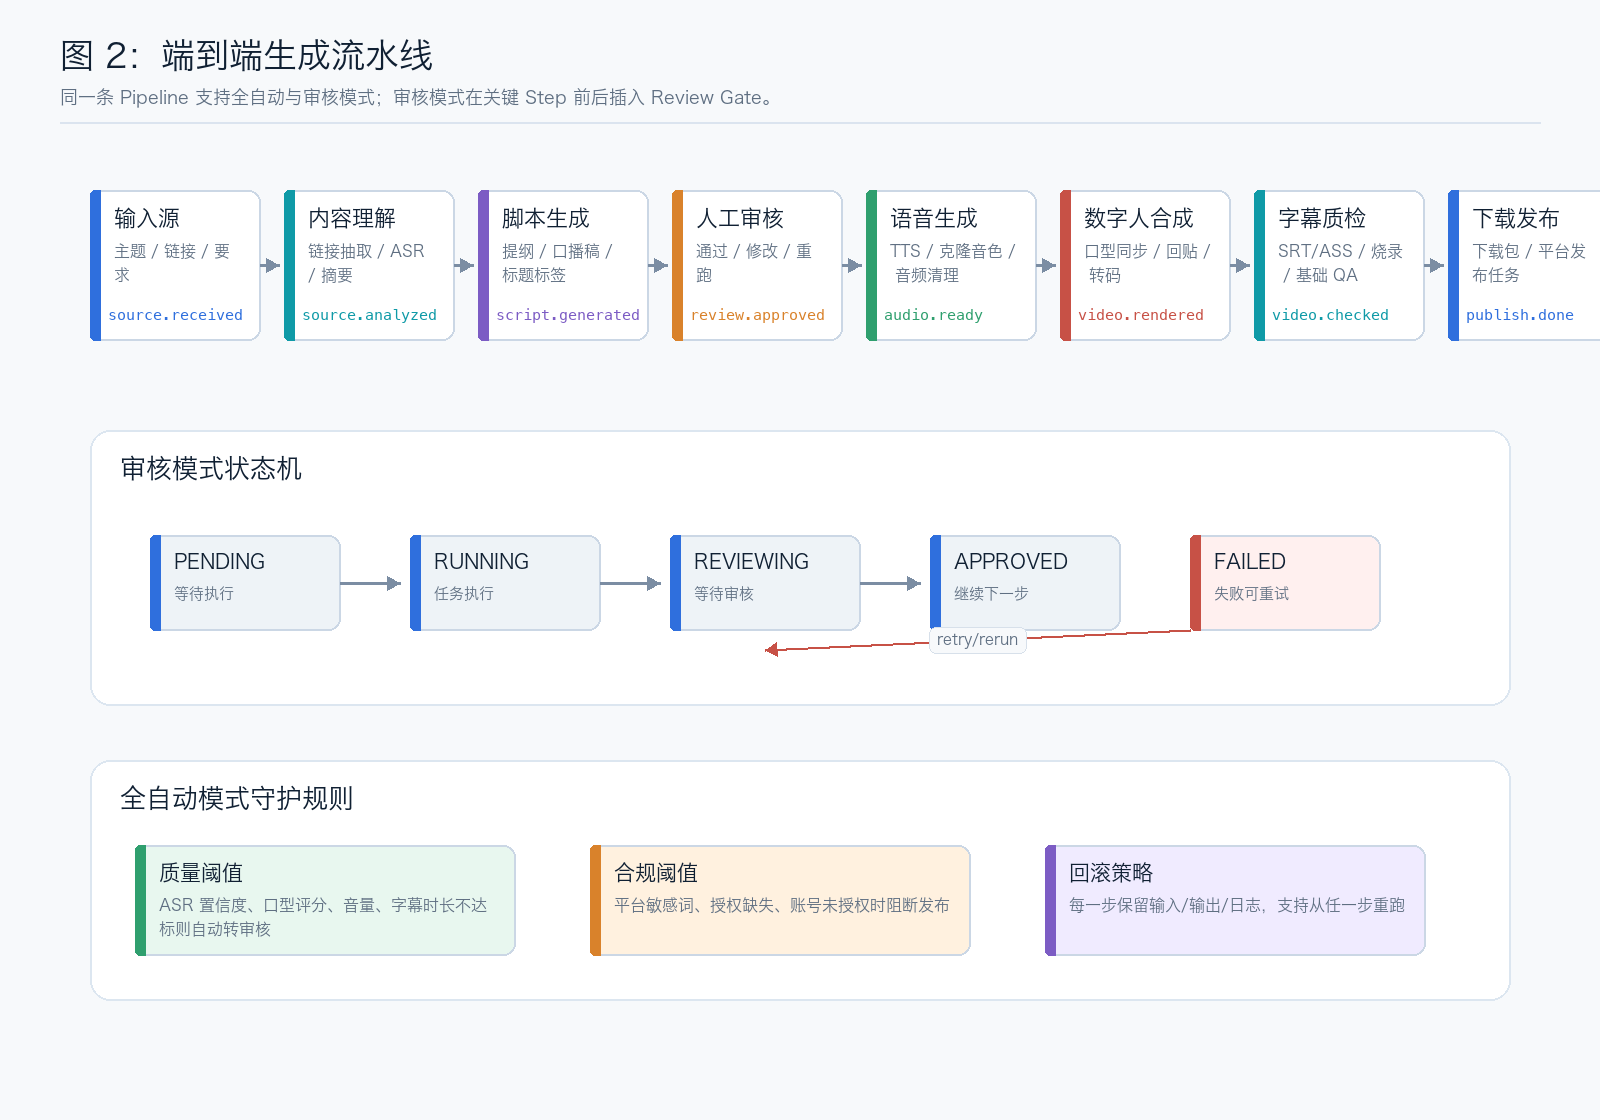 图 2：端到端生成流水线
同一条 Pipeline 支持全自动与审核模式；审核模式在关键 Step 前后插入 Review Gate。
输入源
主题 / 链接 / 要
求
source.received
内容理解
链接抽取 / ASR
/ 摘要
source.analyzed
脚本生成
提纲 / 口播稿 /
标题标签
script.generated
人工审核
通过 / 修改 / 重
跑
review.approved
语音生成
TTS / 克隆音色 /
音频清理
audio.ready
数字人合成
口型同步 / 回贴 /
转码
video.rendered
字幕质检
SRT/ASS / 烧录
/ 基础 QA
video.checked
下载发布
下载包 / 平台发
布任务
publish.done
审核模式状态机
PENDING
等待执行
RUNNING
任务执行
REVIEWING
等待审核
APPROVED
继续下一步
FAILED
失败可重试
retry/rerun
全自动模式守护规则
质量阈值
ASR 置信度、口型评分、音量、字幕时长不达
标则自动转审核
合规阈值
平台敏感词、授权缺失、账号未授权时阻断发布
回滚策略
每一步保留输入/输出/日志，支持从任一步重跑